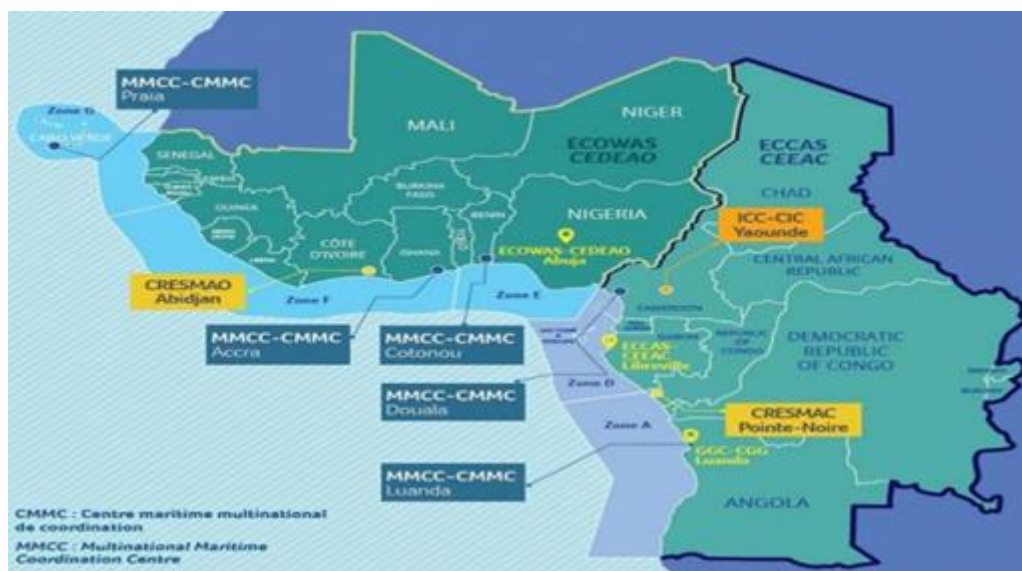 MMCC-CMMC
Praia
Zone G
CABO VERDE
SENEGAL
GAMBIA
GUINEA
MALI
NIGER
ECOWAS
CEDEAO
BURKINA
FASO
BENIN
TOGO
GHANA
CÔTE
D'IVOIRE
NIGERIA
ECOWAS-CEDEAO
Abuja
ECCAS
CEEAC
CHAD
ICC-CIC
Yaounde
CENTRAL AFRICAN
REPUBLIC
CAMEROON
REPUBLIC
OF
CONGO
DEMOCRATIC
REPUBLIC
OF CONGO
CRESMAO
Abidjan
Zone F
Zone E
MMCC-CMMC
Accra
MMCC-CMMC
Cotonou
MMCC-CMMC
Douala
ECCAS
CEEAC
Libreville
Zone D
Zone A
CRESMAC
Pointe-Noire
GGC-CGG
Luanda
MMCC-CMMC
Luanda
ANGOLA
CMMC : Centre maritime multinational
de coordination
MMCC : Multinational Maritime
Coordination Centre